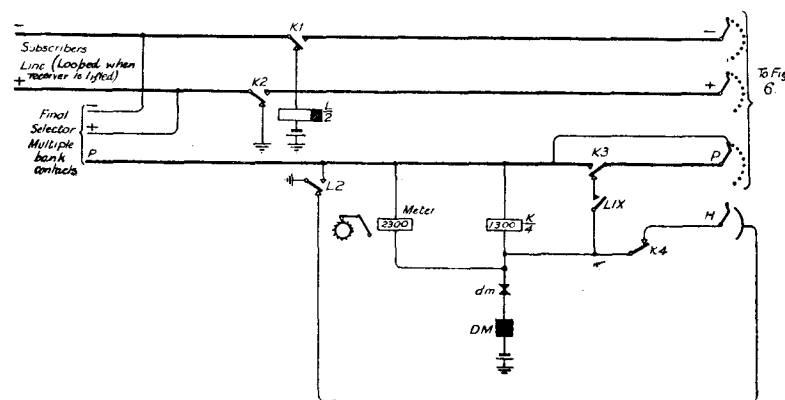 -
K1
-
Subscribers
Line (Looped when
receiver is lifted)
+
K2
+
To Fig
6.
L
2
Final
Selector
Multiple
bank
contacts
-
+
P
K3
P
L2
L1X
Meter
2300
1300
K
4
H
K4
dm
DM